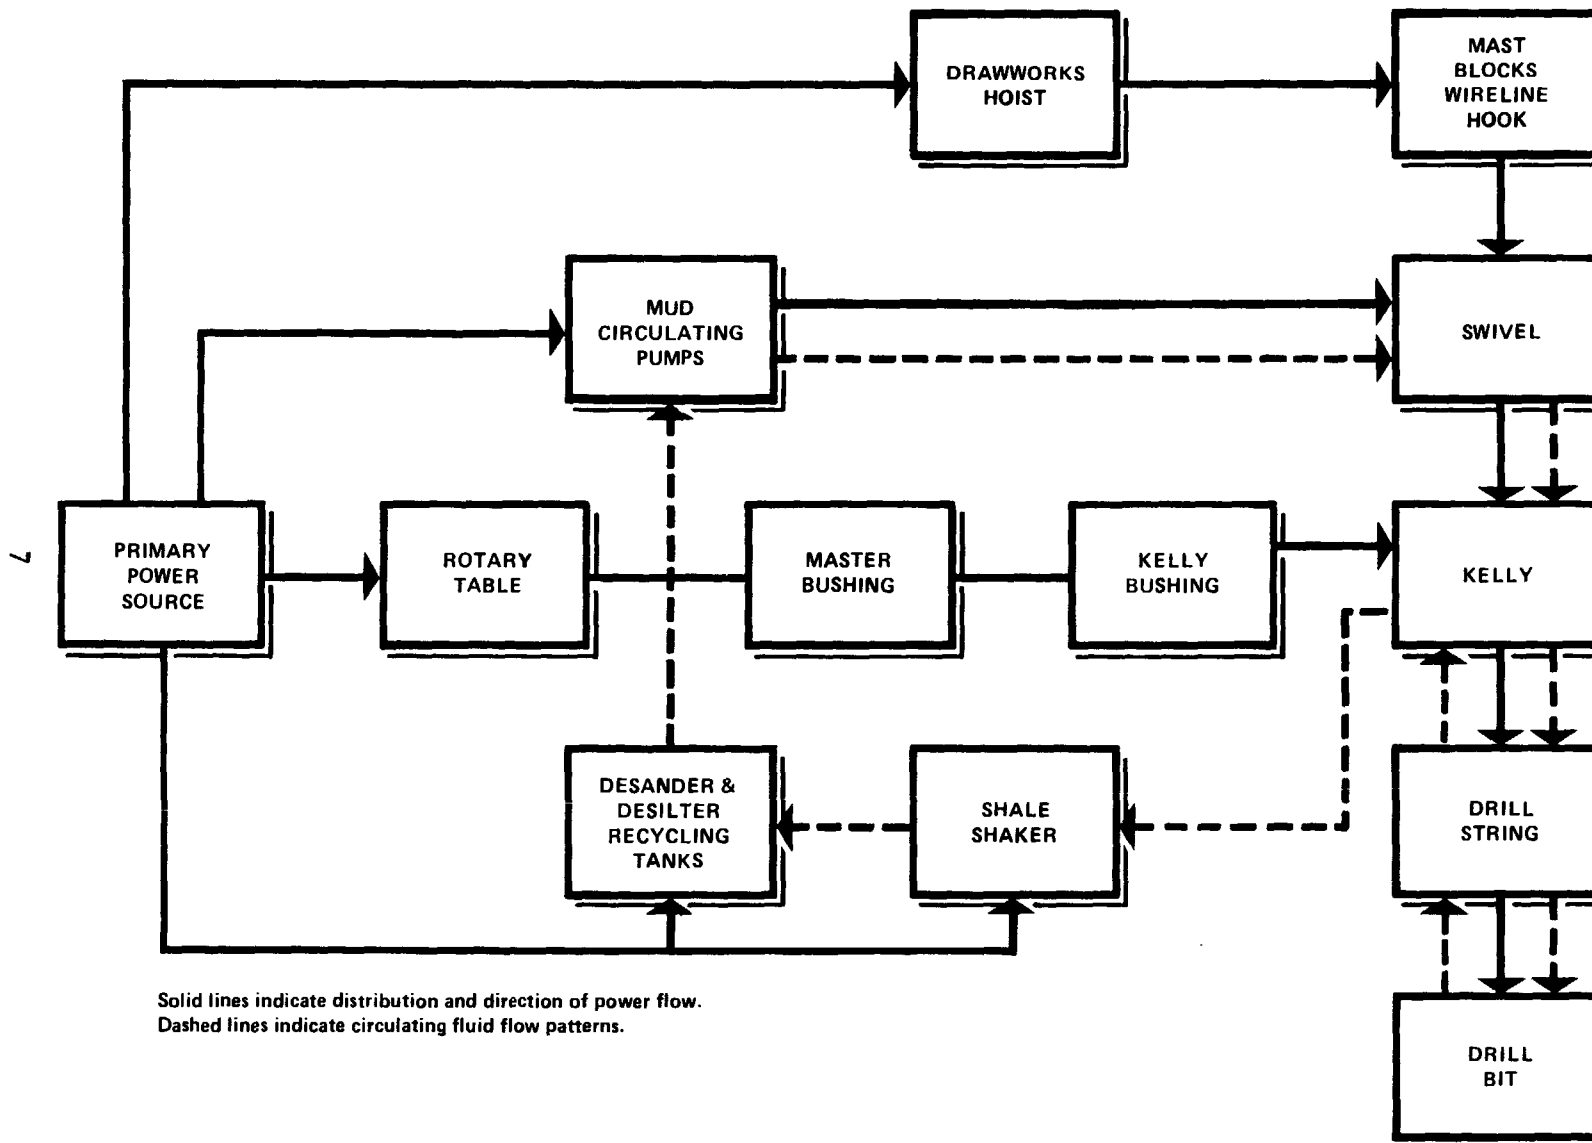 DRAWWORKS
HOIST
MAST
BLOCKS
WIRELINE
HOOK
MUD
CIRCULATING
PUMPS
SWIVEL
PRIMARY
POWER
SOURCE
ROTARY
TABLE
MASTER
BUSHING
KELLY
BUSHING
KELLY
DESANDER &
DESILTER
RECYCLING
TANKS
SHALE
SHAKER
DRILL
STRING
Solid lines indicate distribution and direction of power flow.
Dashed lines indicate circulating fluid flow patterns.
DRILL
BIT
7